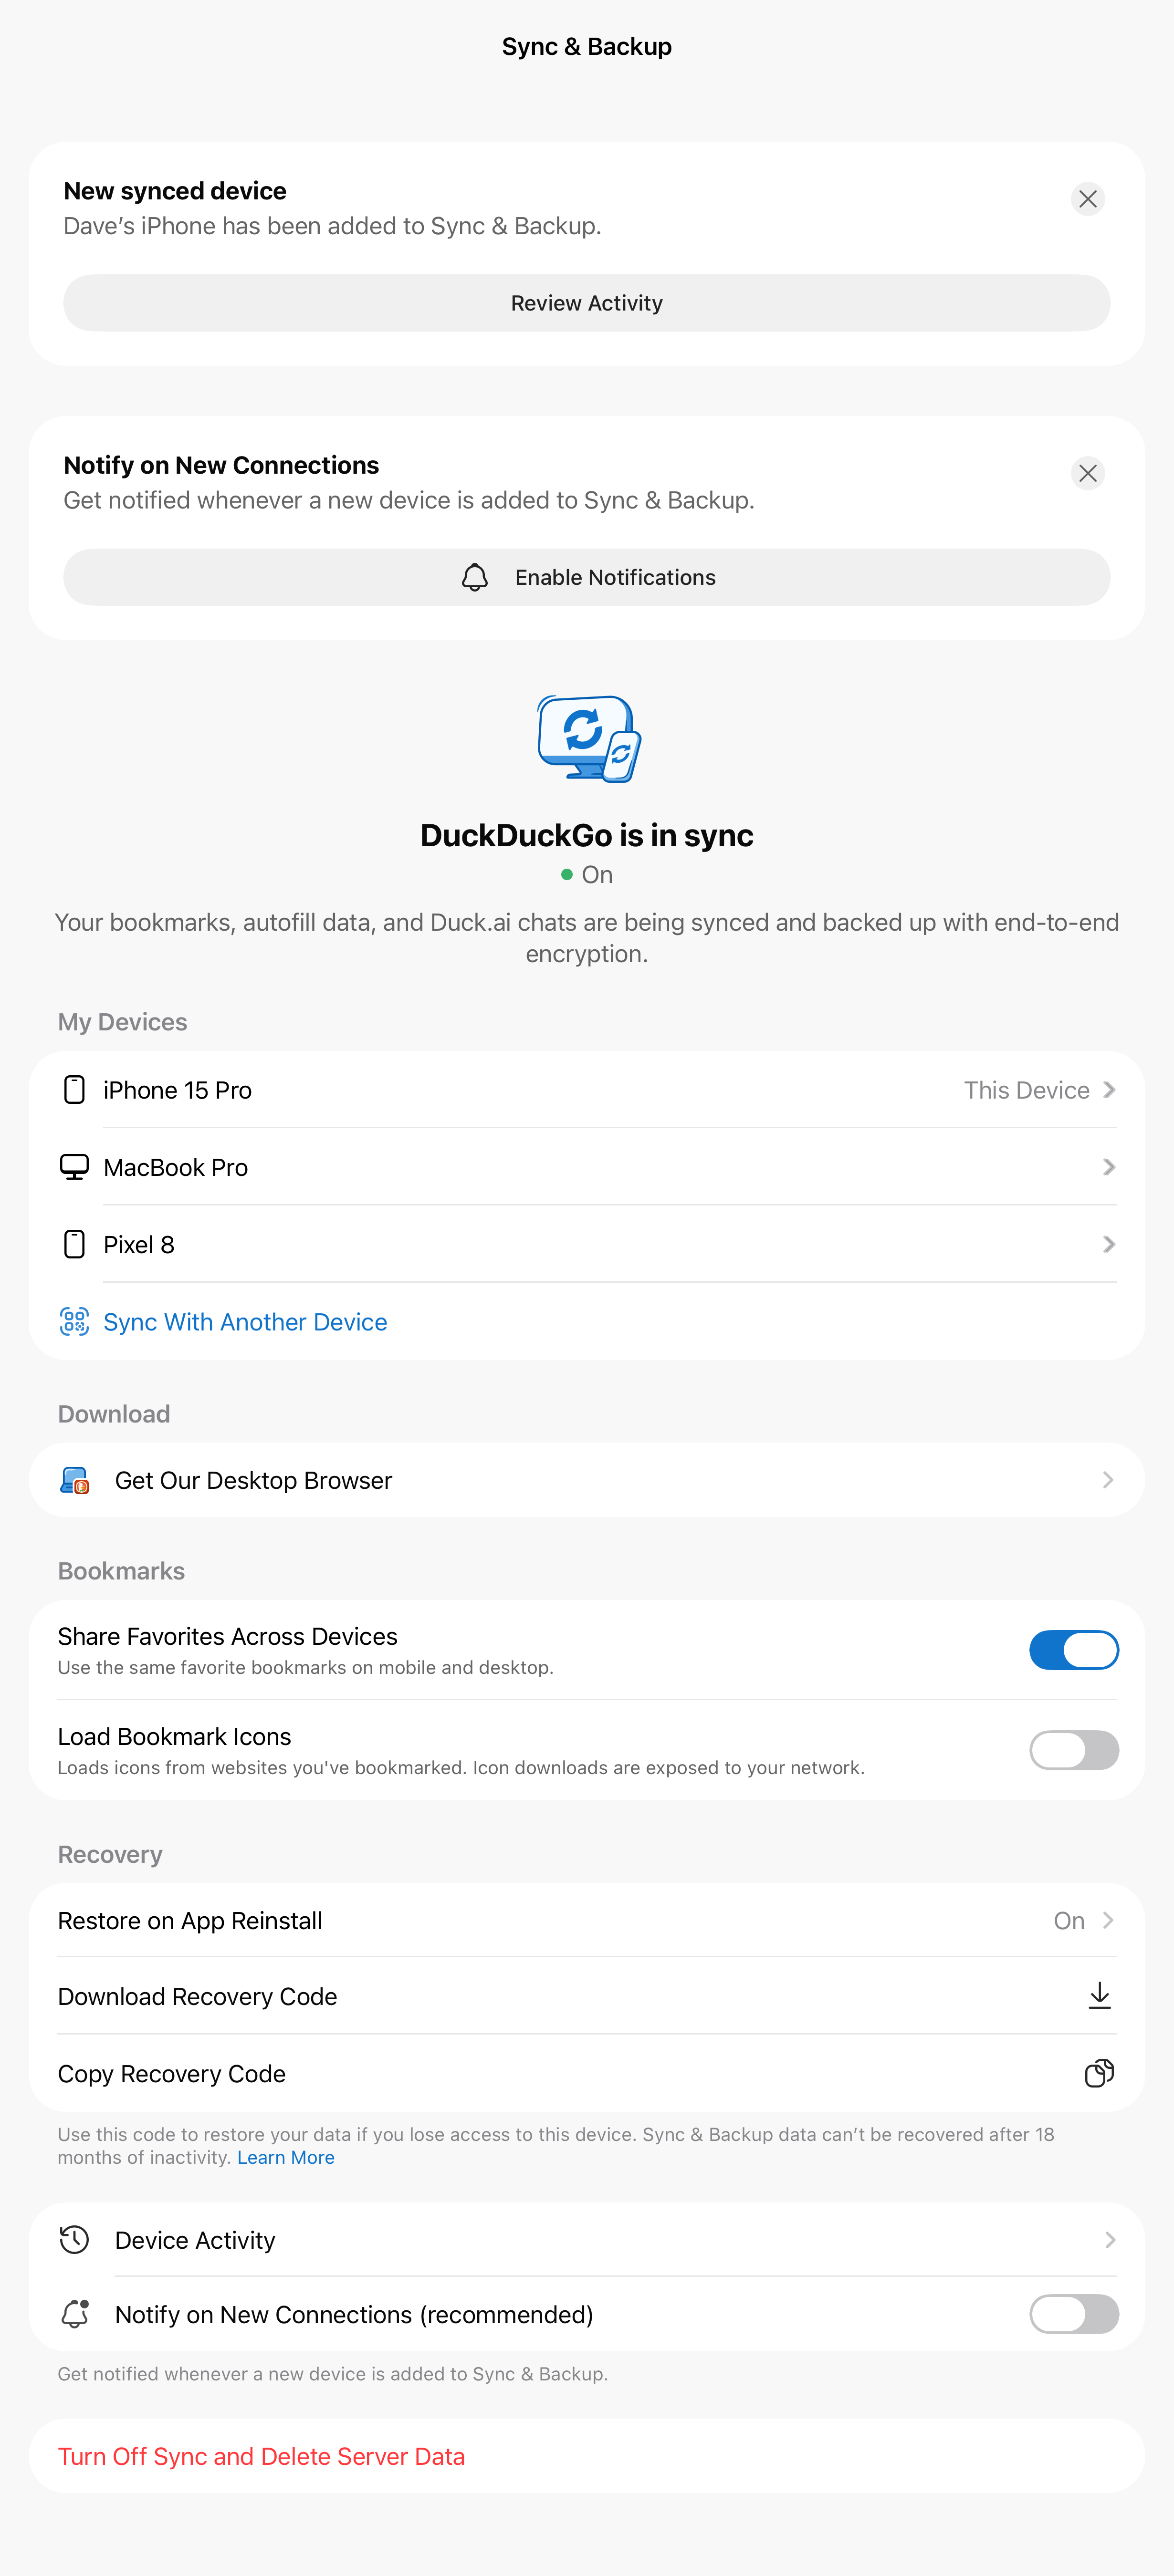 Sync & Backup
New synced device
Dave’s iPhone has been added to Sync & Backup.
Review Activity
Notify on New Connections
Get notified whenever a new device is added to Sync & Backup.
Enable Notifications
DuckDuckGo is in sync
On
Your bookmarks, autofill data, and Duck.ai chats are being synced and backed up with end-to-end
encryption.
My Devices
iPhone 15 Pro
This Device
MacBook Pro
Pixel 8
Sync With Another Device
Download
Get Our Desktop Browser
Bookmarks
Share Favorites Across Devices
Use the same favorite bookmarks on mobile and desktop.
Load Bookmark Icons
Loads icons from websites you've bookmarked. Icon downloads are exposed to your network.
Recovery
Restore on App Reinstall
On
Download Recovery Code
Copy Recovery Code
Use this code to restore your data if you lose access to this device. Sync & Backup data can’t be recovered after 18
months of inactivity. Learn More
Device Activity
Notify on New Connections (recommended)
Get notified whenever a new device is added to Sync & Backup.
Turn Off Sync and Delete Server Data